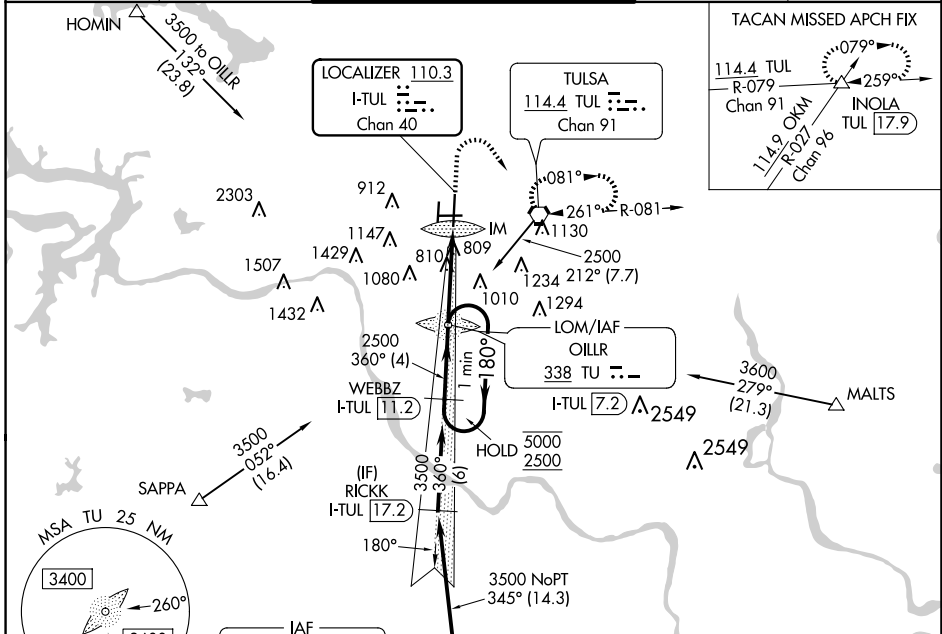 HOMIN
3500 to OILLR
132°
(23.8)
LOCALIZER 110.3
I-TUL
Chan 40
TULSA
114.4 TUL
Chan 91
TACAN MISSED APCH FIX
079°
114.4 TUL
R-079
Chan 91
259°
INOLA
TUL 17.9
114.9 OKM
R-027
Chan 96
2303
912
081°
261°
R-081
IM
1130
1147
1429
810
809
2500
212° (7.7)
1507
1080
1234
1010
1432
1294
2500
360° (4)
1 min
180°
LOM/IAF
OILLR
338 TU
I-TUL 7.2
2549
3600
279°
(21.3)
MALTS
WEBBZ
I-TUL 11.2
HOLD
5000
2500
2549
3500
052°
(16.4)
SAPPA
3500
360°
(6)
(IF)
RICKK
I-TUL 17.2
180°
MSA TU 25 NM
3400
260°
3500 NoPT
345° (14.3)
IAF